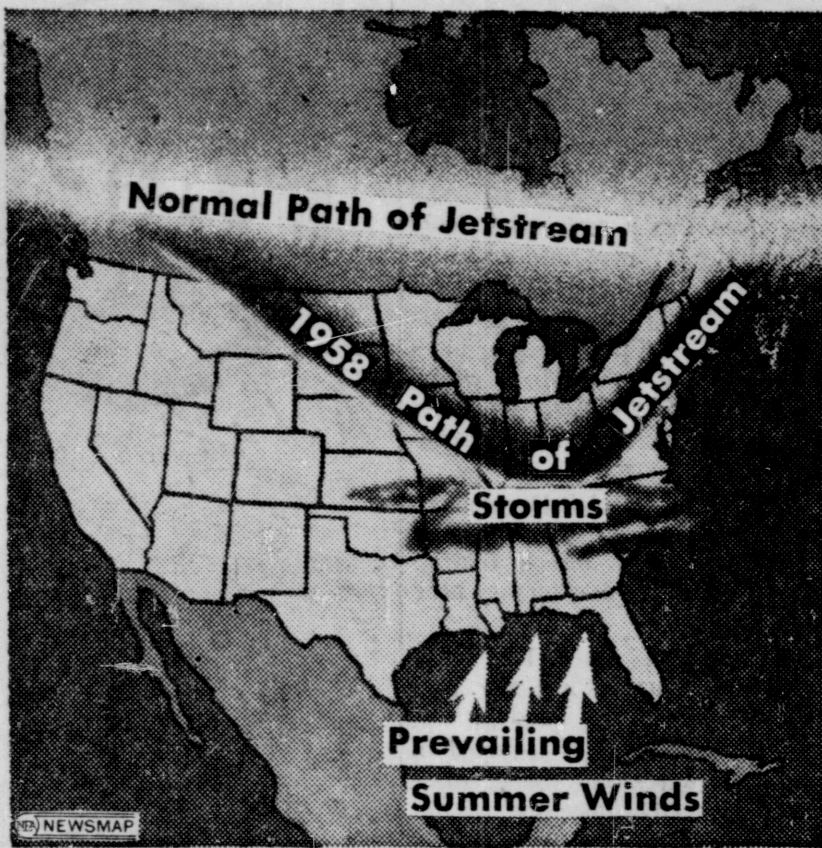 Normal Path of Jetstream
1958 Path of Jetstream
Storms
Prevailing
Summer Winds
NEA NEWSMAP